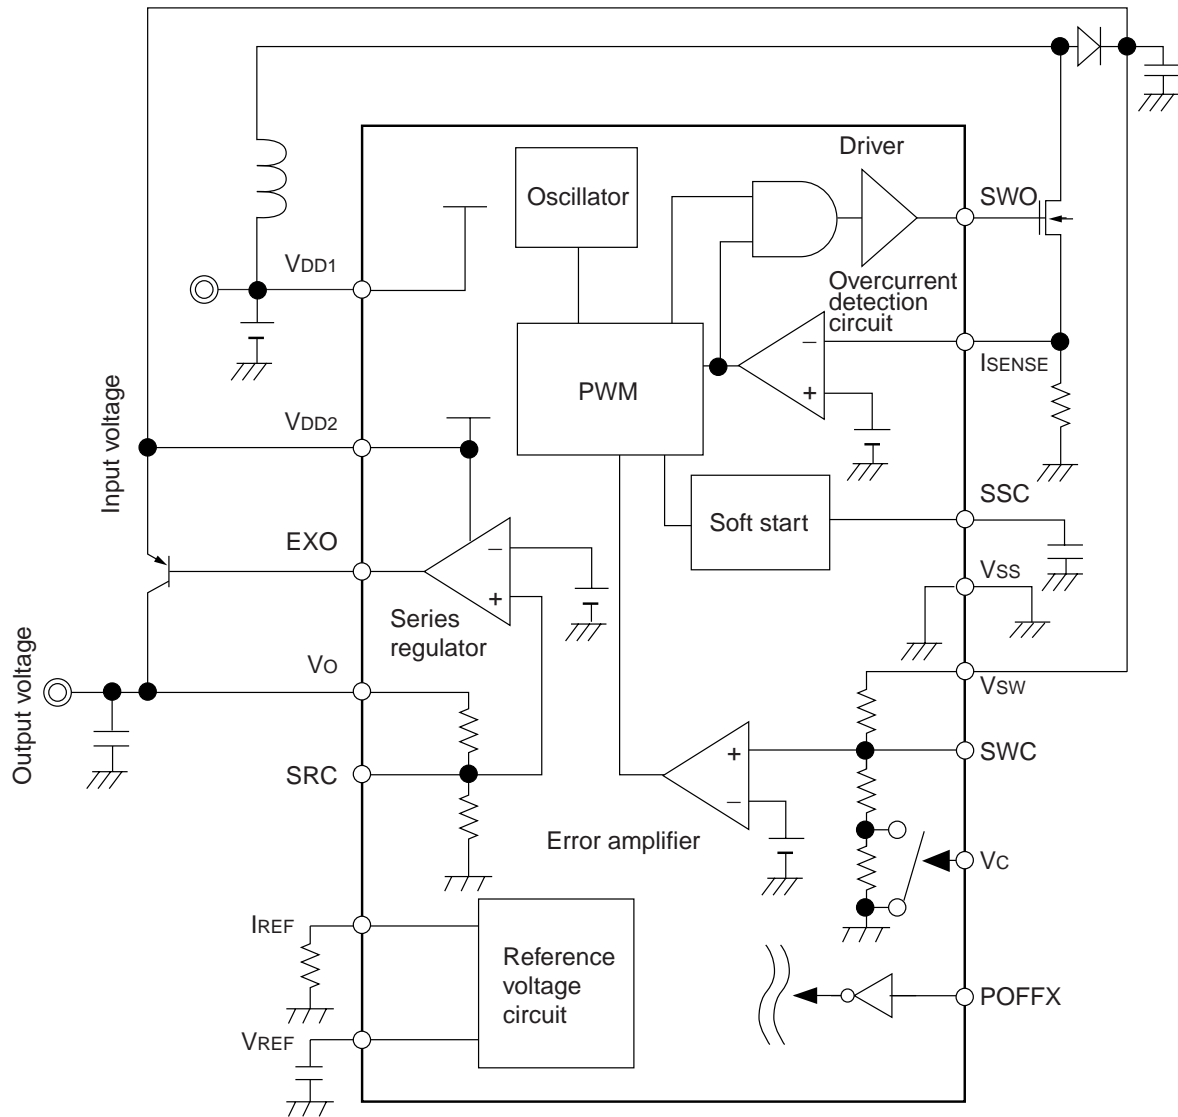 Driver
Oscillator
SWO
VDD1
Overcurrent
detection
circuit
−
+
ISENSE
PWM
Input voltage
VDD2
SSC
Soft start
EXO
−
+
VSS
Series
regulator
VO
VSW
Output voltage
SRC
+
−
SWC
Error amplifier
VC
IREF
Reference
voltage
circuit
POFFX
VREF